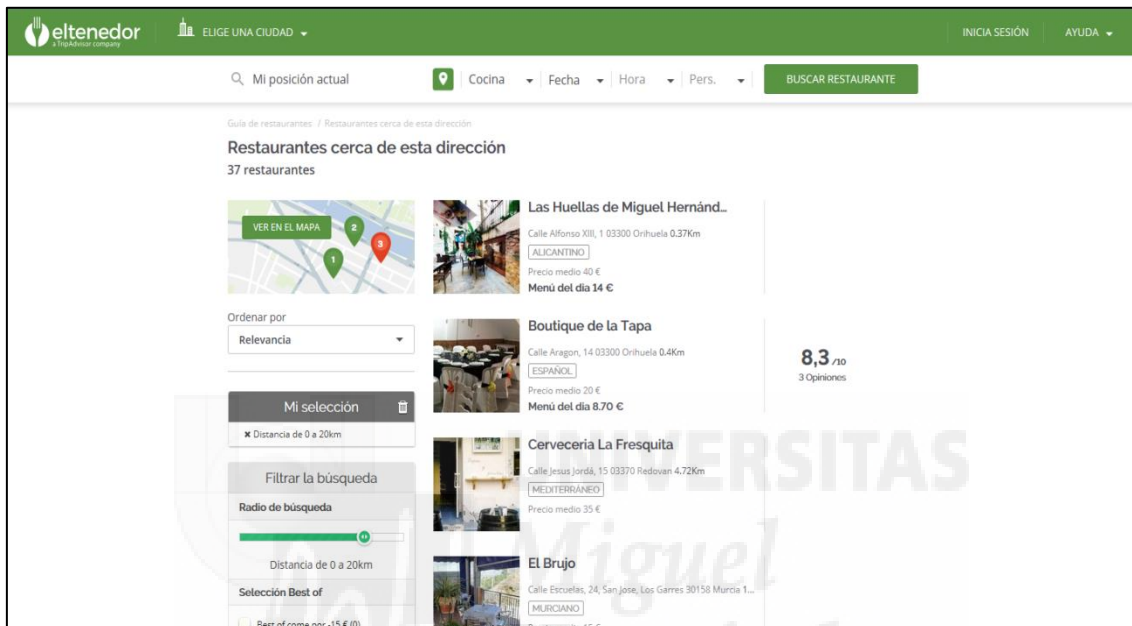 eltenedor
a TripAdvisor company
ELIGE UNA CIUDAD
INICIA SESIÓN
AYUDA
Mi posición actual
Cocina
Fecha
Hora
Pers.
BUSCAR RESTAURANTE
Guía de restaurantes / Restaurantes cerca de esta dirección
Restaurantes cerca de esta dirección
37 restaurantes
VER EN EL MAPA
1
2
3
Ordenar por
Relevancia
Mi selección
✖ Distancia de 0 a 20km
Filtrar la búsqueda
Radio de búsqueda
Distancia de 0 a 20km
Selección Best of
Best of come por -15 € (0)
Las Huellas de Miguel Hernánd...
Calle Alfonso XIII, 1 03300 Orihuela 0.37Km
ALICANTINO
Precio medio 40 €
Menú del día 14 €
Boutique de la Tapa
Calle Aragon, 14 03300 Orihuela 0.4Km
ESPAÑOL
Precio medio 20 €
Menú del día 8.70 €
8,3 /10
3 Opiniones
Cerveceria La Fresquita
Calle Jesus Jordá, 15 03370 Redovan 4.72Km
MEDITERRÁNEO
Precio medio 35 €
El Brujo
Calle Escuelas, 24, San Jose, Los Garres 30158 Murcia 1...
MURCIANO
UNIVERSITAS
Miguel